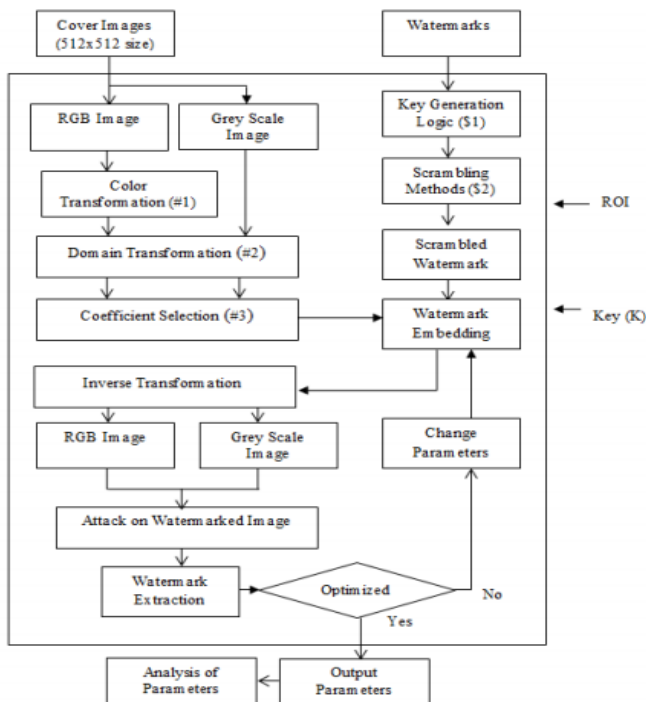 Cover Images
(512x512 size)
Watermarks
RGB Image
Grey Scale
Image
Key Generation
Logic ($1)
Color
Transformation (#1)
Scrambling
Methods ($2)
ROI
Domain Transformation (#2)
Scrambled
Watermark
Coefficient Selection (#3)
Watermark
Embedding
Key (K)
Inverse Transformation
RGB Image
Grey Scale
Image
Change
Parameters
Attack on Watermarked Image
Watermark
Extraction
Optimized
No
Yes
Analysis of
Parameters
Output
Parameters